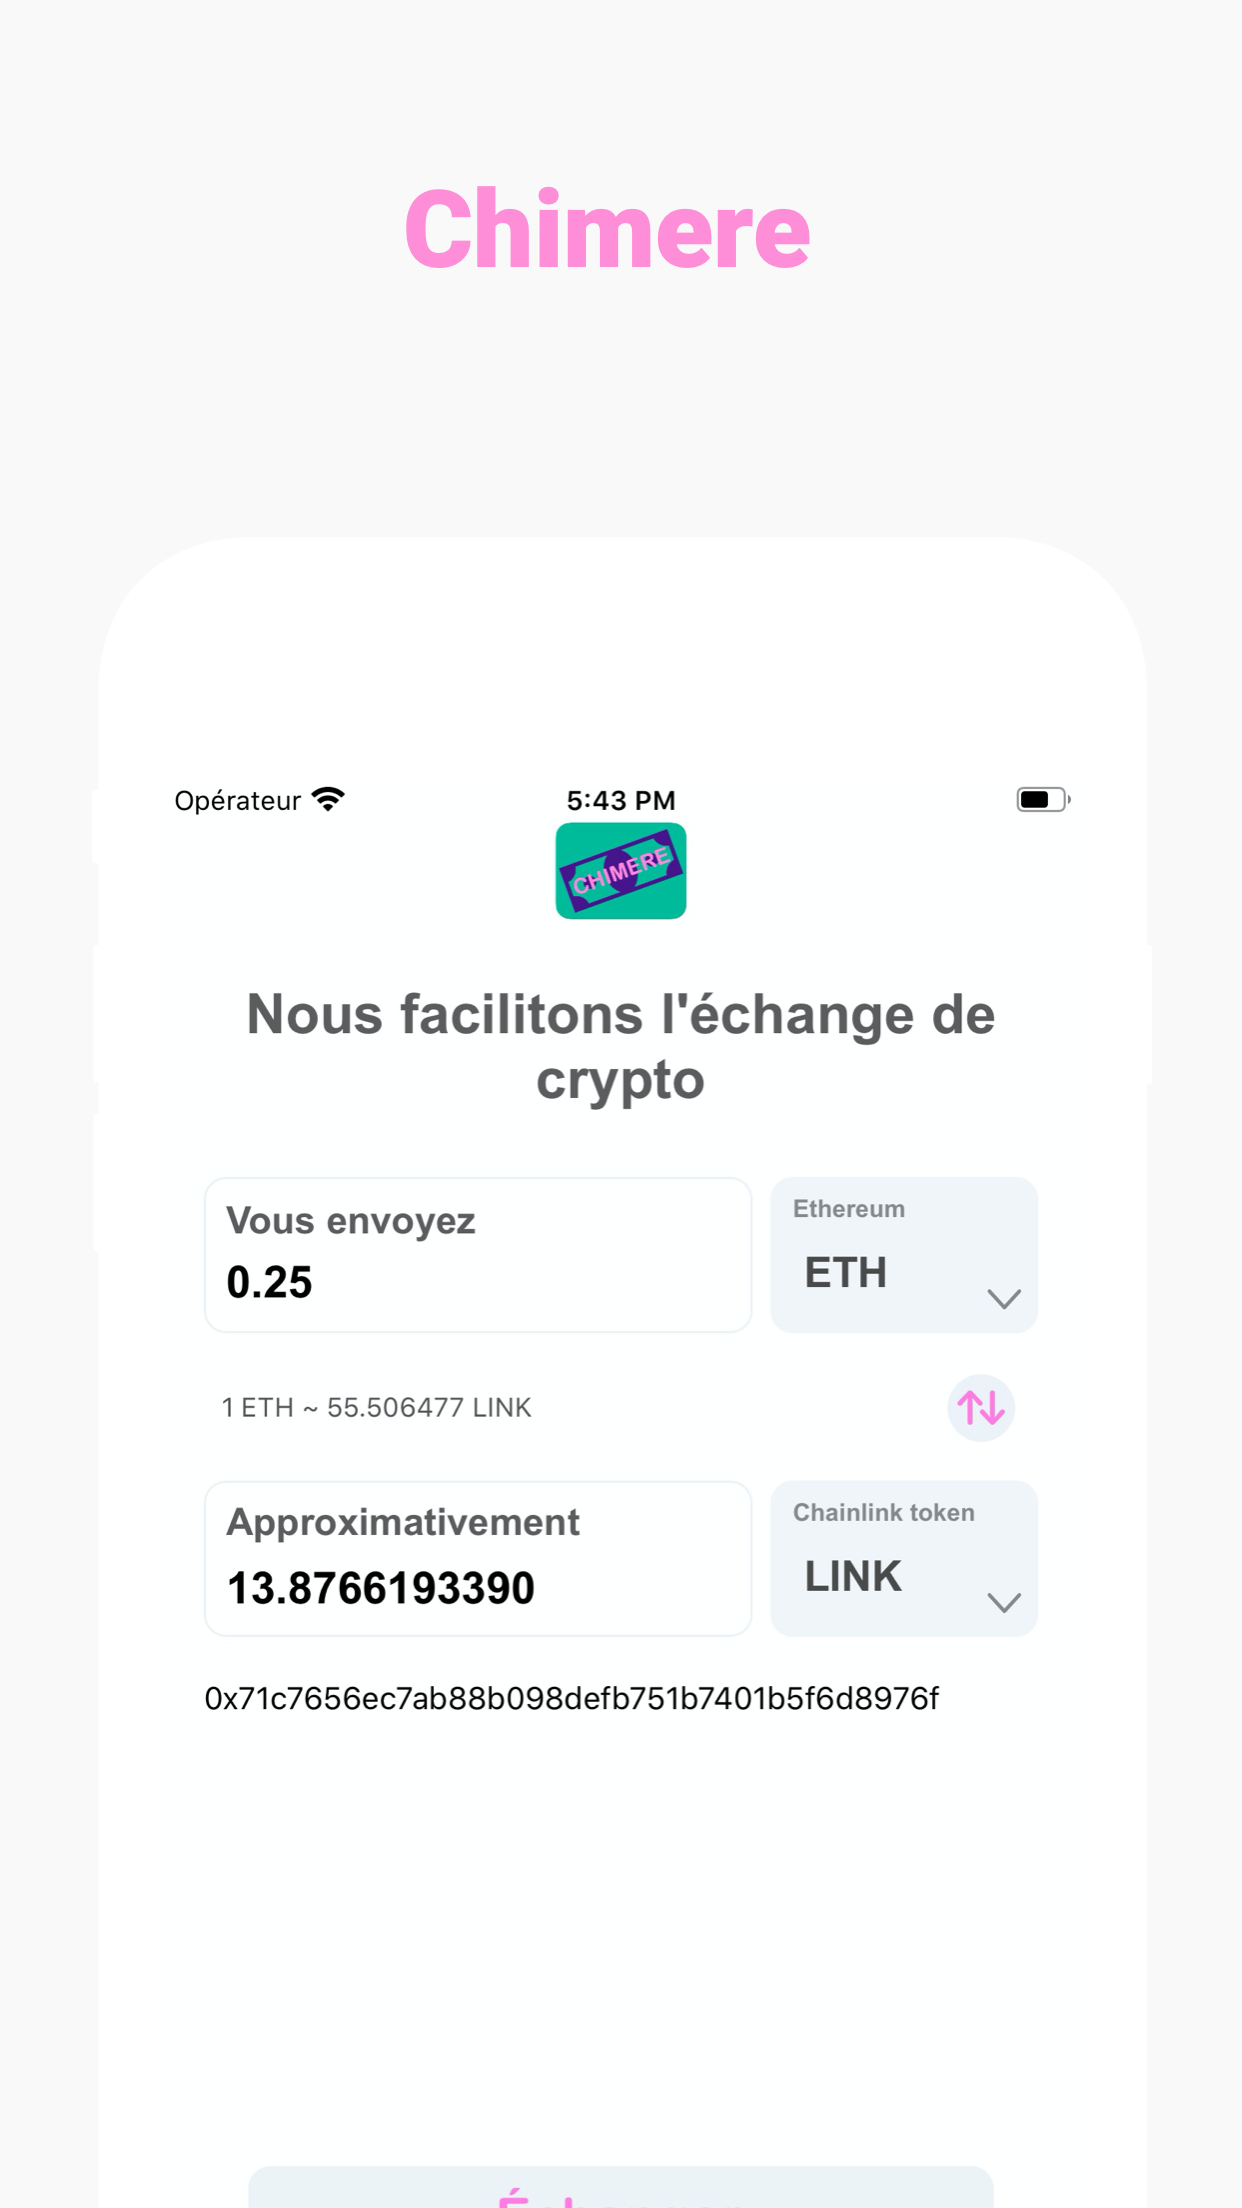 Chimere
Opérateur
5:43 PM
CHIMERE
Nous facilitons l'échange de
crypto
Vous envoyez
0.25
Ethereum
ETH
1 ETH ~ 55.506477 LINK
Approximativement
13.8766193390
Chainlink token
LINK
0x71c7656ec7ab88b098defb751b7401b5f6d8976f